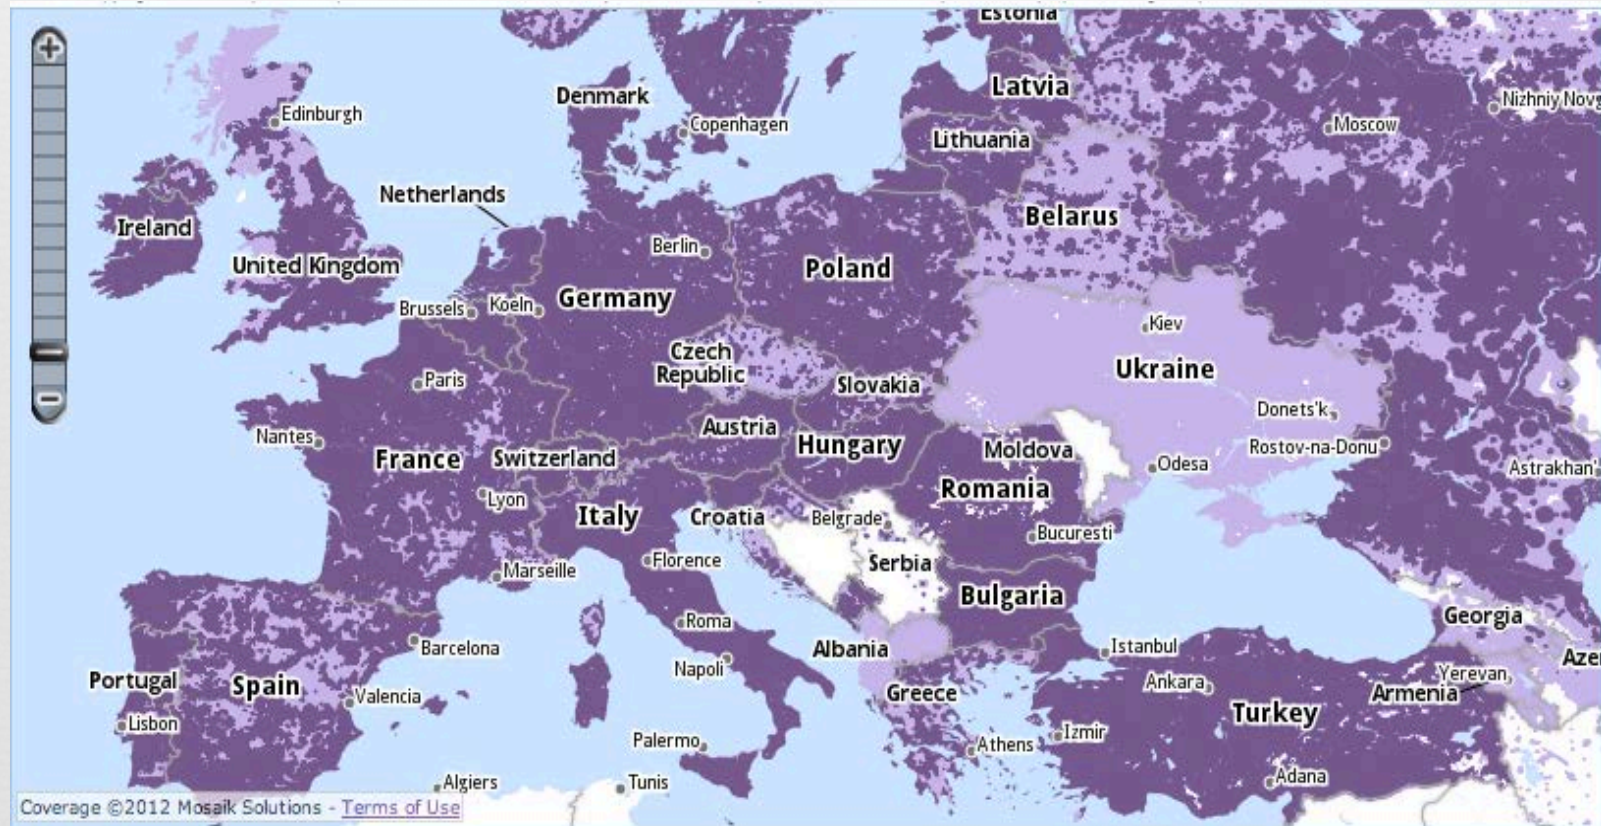 Estonia
Latvia
Nizhniy Novg
Denmark
Edinburgh
Copenhagen
Moscow
Lithuania
Netherlands
Ireland
Belarus
Berlin
United Kingdom
Poland
Germany
Brussels
Koeln
Kiev
Czech
Republic
Ukraine
Paris
Slovakia
Donets'k
Austria
Nantes
Hungary
Moldova
Rostov-na-Donu
France
Switzerland
Odesa
Astrakhan'
Lyon
Romania
Italy
Croatia
Belgrade
Bucuresti
Florence
Serbia
Marseille
Bulgaria
Georgia
Roma
Barcelona
Albania
Istanbul
Azer
Napoli
Portugal
Spain
Valencia
Greece
Ankara
Yerevan
Armenia
Turkey
Lisbon
Izmir
Palermo
Athens
Algiers
Tunis
Adana
Coverage ©2012 Mosaik Solutions - Terms of Use